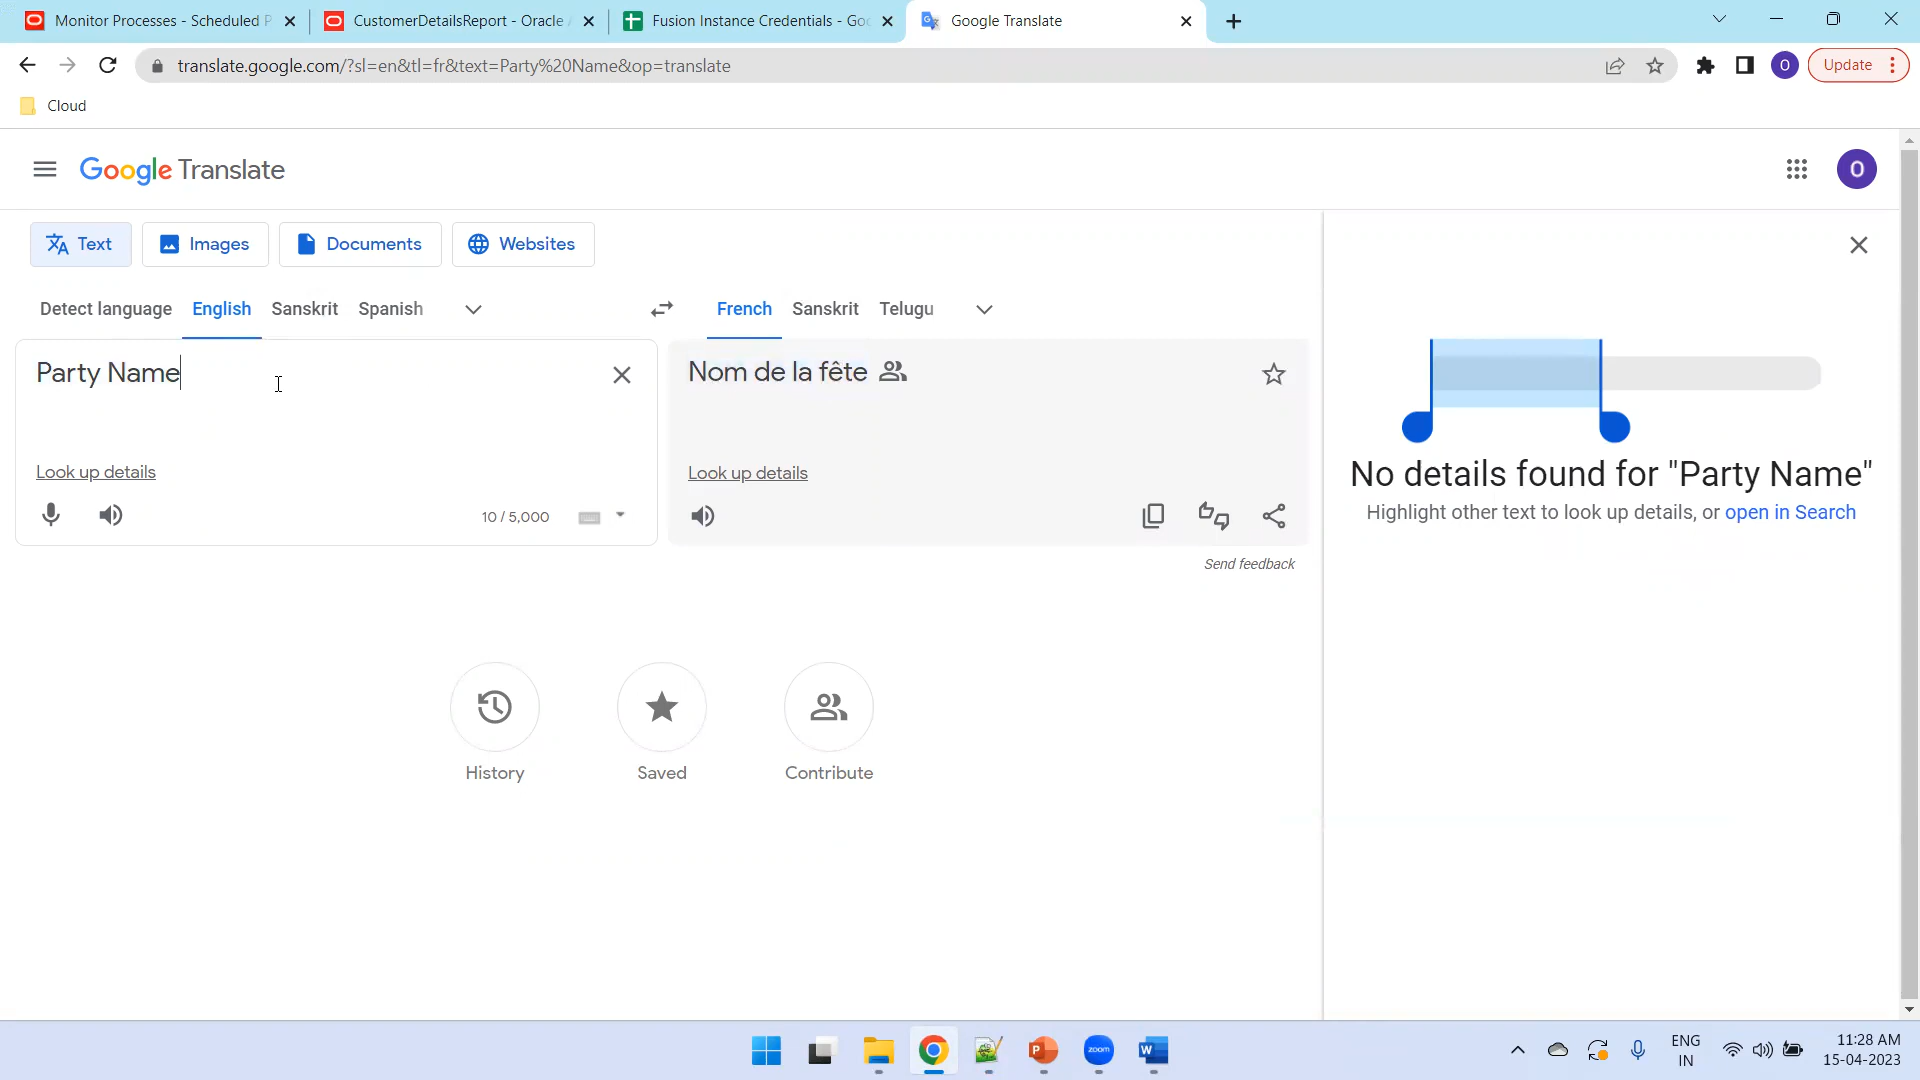 Monitor Processes - Scheduled P
CustomerDetailsReport - Oracle A
Fusion Instance Credentials - Goo
Google Translate
translate.google.com/?sl=en&tl=fr&text=Party%20Name&op=translate
O
Update
Cloud
Google Translate
O
Text
Images
Documents
Websites
Detect language
English
Sanskrit
Spanish
French
Sanskrit
Telugu
Party Name
Nom de la fête
Look up details
10 / 5,000
Look up details
Send feedback
No details found for "Party Name"
Highlight other text to look up details, or open in Search
History
Saved
Contribute
zoom
ENG
IN
11:28 AM
15-04-2023